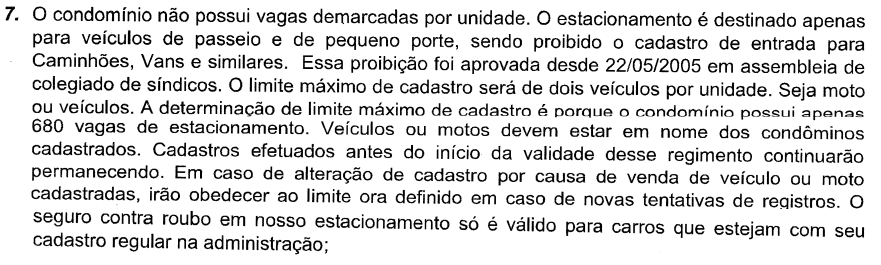 7. O condomínio não possui vagas demarcadas por unidade. O estacionamento é destinado apenas
para veículos de passeio e de pequeno porte, sendo proibido o cadastro de entrada para
Caminhões, Vans e similares. Essa proibição foi aprovada desde 22/05/2005 em assembleia de
colegiado de síndicos. O limite máximo de cadastro será de dois veículos por unidade. Seja moto
ou veículos. A determinação de limite máximo de cadastro é porque o condomínio possui apenas
680 vagas de estacionamento. Veículos ou motos devem estar em nome dos condôminos
cadastrados. Cadastros efetuados antes do início da validade desse regimento continuarão
permanecendo. Em caso de alteração de cadastro por causa de venda de veículo ou moto
cadastradas, irão obedecer ao limite ora definido em caso de novas tentativas de registros. O
seguro contra roubo em nosso estacionamento só é válido para carros que estejam com seu
cadastro regular na administração;